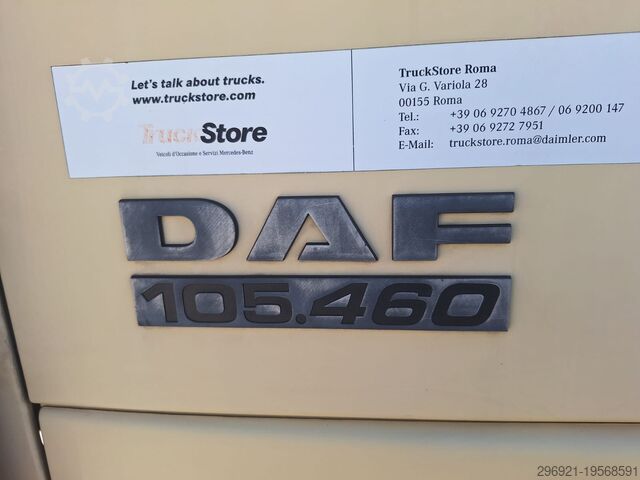 Let's talk about trucks.
www.truckstore.com
TruckStore
Veicoli d'Occasione e Servizi Mercedes-Benz
TruckStore Roma
Via G. Variola 28
00155 Roma
Tel.: +39 06 9270 4867 / 06 9200 147
Fax: +39 06 9272 7951
E-Mail: truckstore.roma@daimler.com
DAF
105.460
296921-19568591